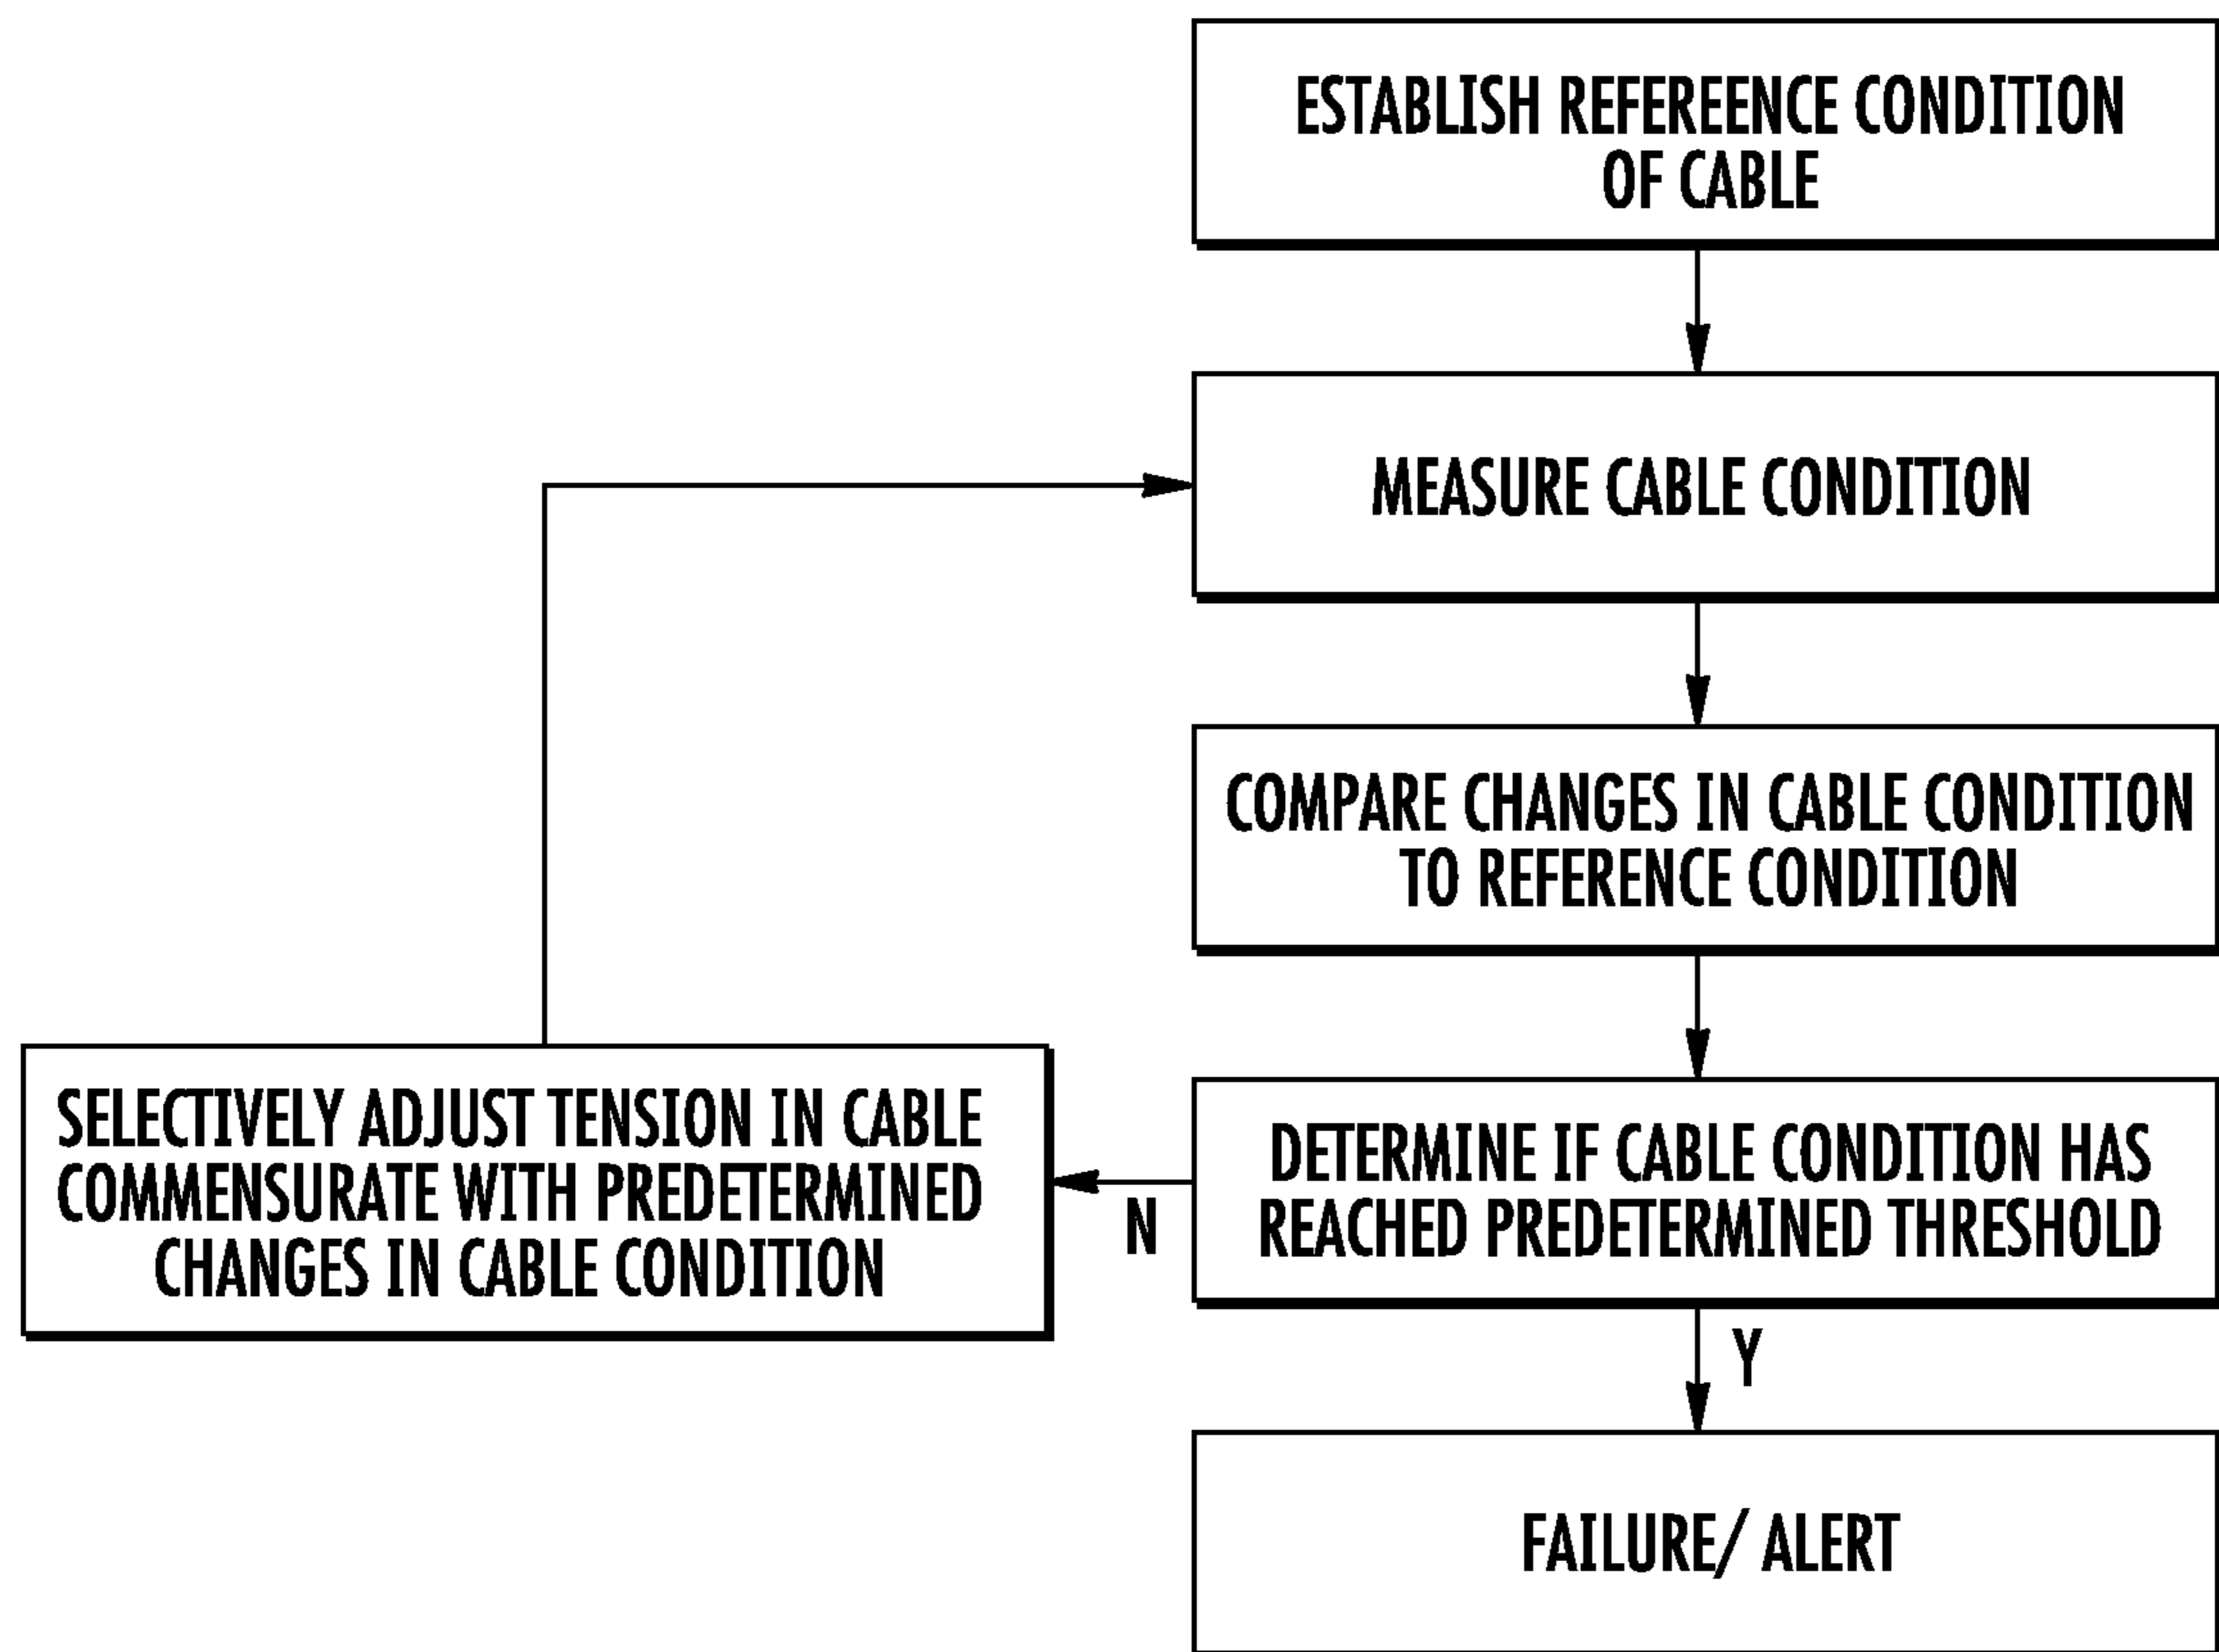 ESTABLISH REFEREENCE CONDITION
OF CABLE
MEASURE CABLE CONDITION
COMPARE CHANGES IN CABLE CONDITION
TO REFERENCE CONDITION
DETERMINE IF CABLE CONDITION HAS
REACHED PREDETERMINED THRESHOLD
N
SELECTIVELY ADJUST TENSION IN CABLE
COMMENSURATE WITH PREDETERMINED
CHANGES IN CABLE CONDITION
Y
FAILURE/ ALERT